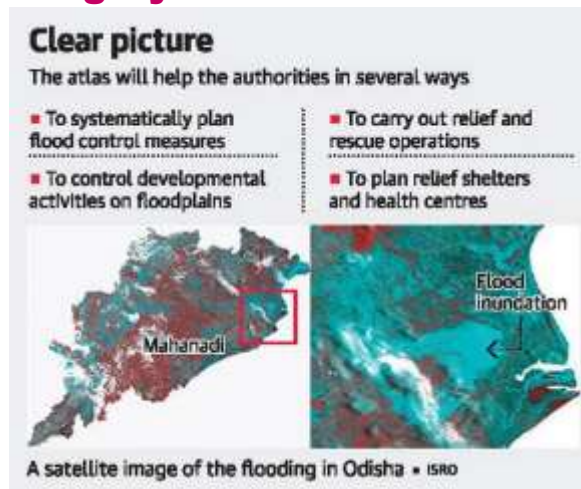 Clear picture
The atlas will help the authorities in several ways
▪ To systematically plan
flood control measures
▪ To carry out relief and
rescue operations
▪ To control developmental
activities on floodplains
▪ To plan relief shelters
and health centres
Mahanadi
Flood
inundation
A satellite image of the flooding in Odisha ▪ ISRO